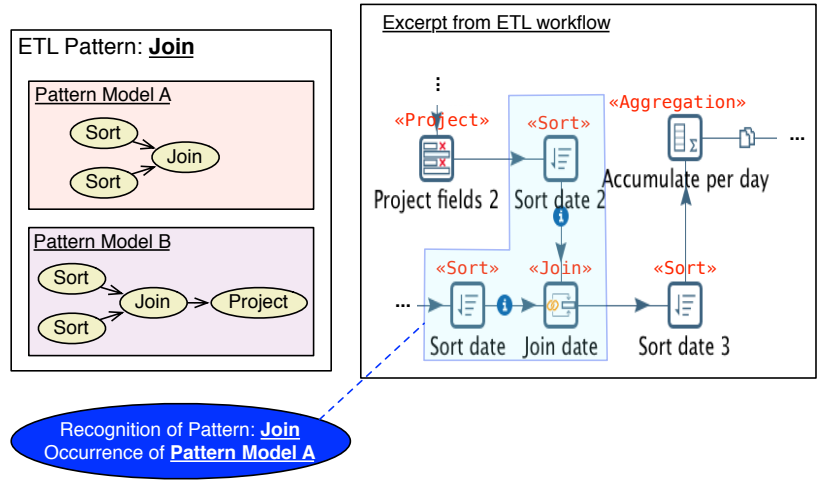 ETL Pattern: Join
Pattern Model A
Sort
Join
Sort
Pattern Model B
Sort
Join
Project
Sort
Excerpt from ETL workflow
...
«Project»
«Sort»
«Aggregation»
Σ
...
Project fields 2
Sort date 2
Accumulate per day
i
«Sort»
«Join»
«Sort»
...
i
Sort date
Join date
Sort date 3
Recognition of Pattern: Join
Occurrence of Pattern Model A